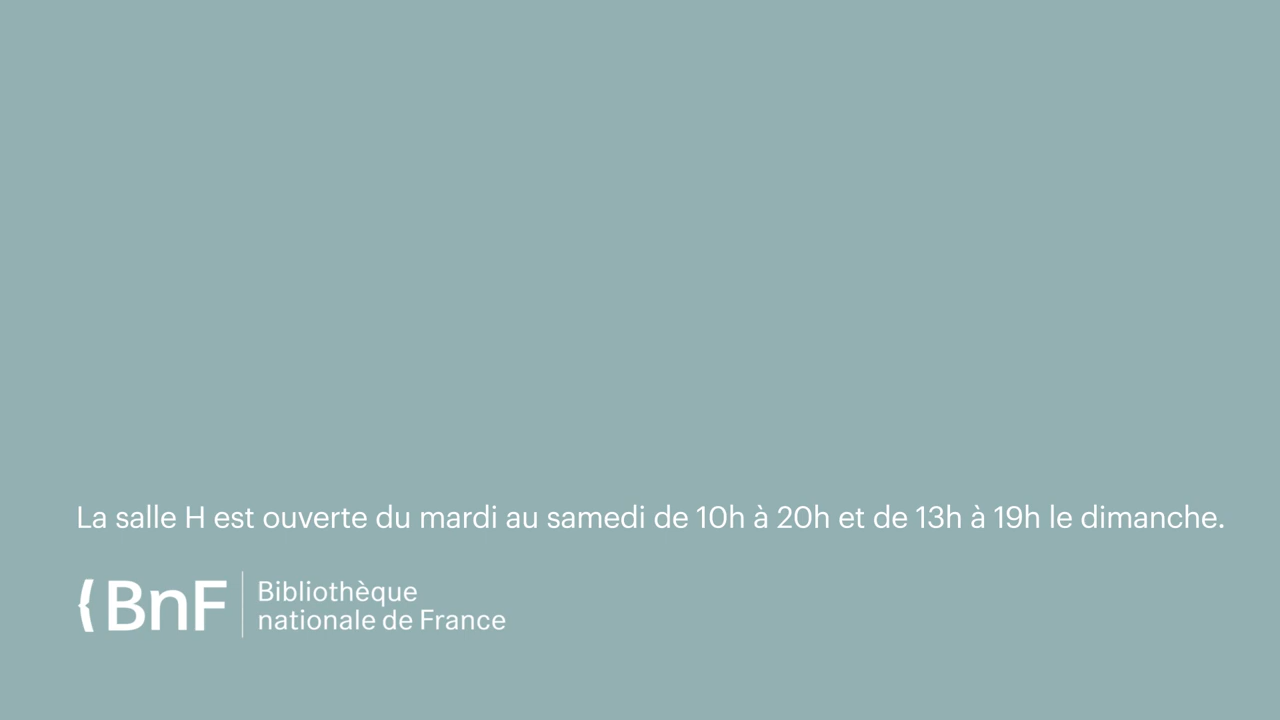 La salle H est ouverte du mardi au samedi de 10h à 20h et de 13h à 19h le dimanche.
BnF
Bibliothèque
nationale de France